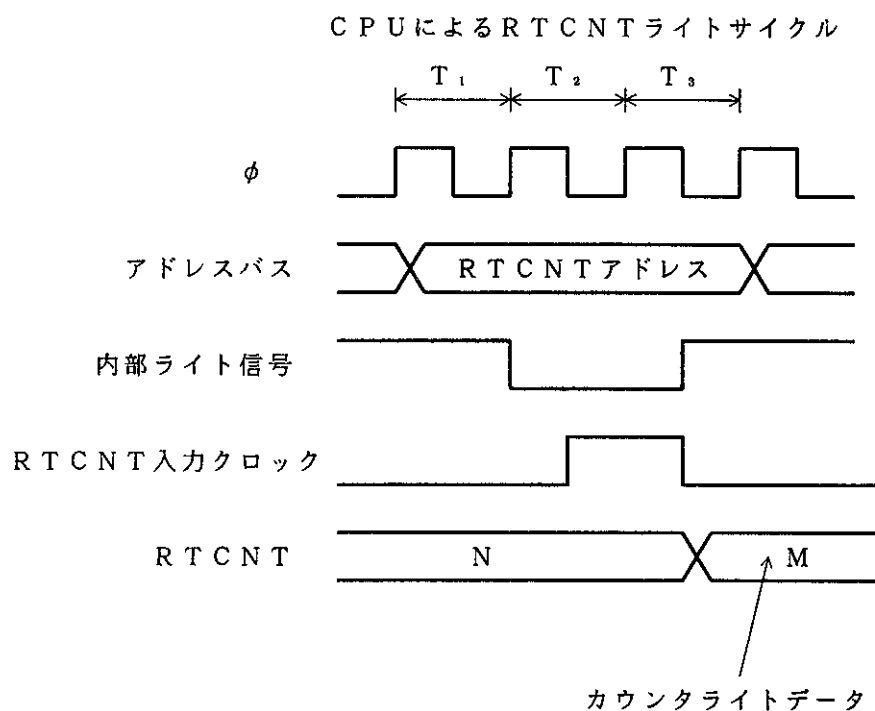 CPUによるRTCNTライトサイクル
T₁ T₂ T₃
φ
アドレスバス RTCNTアドレス
内部ライト信号
RTCNT入力クロック
RTCNT N M
カウンタライトデータ